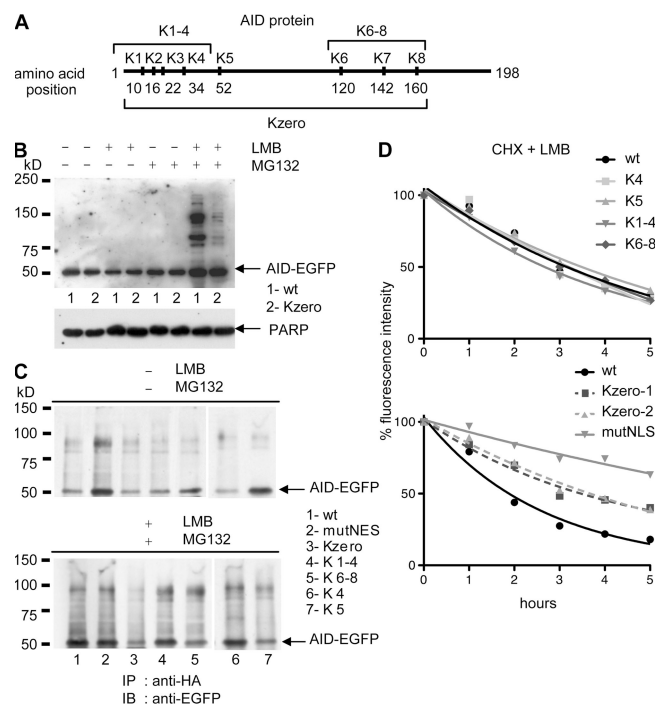 A
AID protein
K1-4
K6-8
K1 K2 K3 K4 K5 K6 K7 K8
amino acid position
1
198
10 16 22 34 52 120 142 160
Kzero
B
– – + + – – + + LMB
– – – – + + + + MG132
kD
250
150
75
50
AID-EGFP
1 2 1 2 1 2 1 2
1- wt
2- Kzero
PARP
C
– LMB
– MG132
kD
150
100
75
50
AID-EGFP
+ LMB
+ MG132
150
100
75
50
AID-EGFP
1 2 3 4 5 6 7
IP : anti-HA
IB : anti-EGFP
1- wt
2- mutNES
3- Kzero
4- K 1-4
5- K 6-8
6- K 4
7- K 5
D
CHX + LMB
wt
K4
K5
K1-4
K6-8
100
50
0
0 1 2 3 4 5
wt
Kzero-1
Kzero-2
mutNLS
100
50
0
0 1 2 3 4 5
% fluorescence intensity
hours